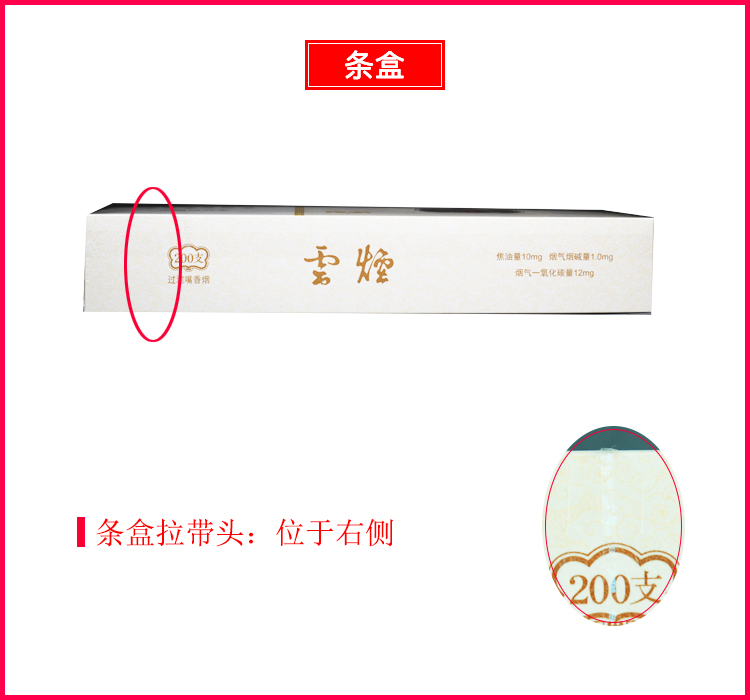 条盒
200支
过滤嘴香烟
雲煙
焦油量10mg 烟气烟碱量1.0mg
烟气一氧化碳量12mg
条盒拉带头：位于右侧
200支